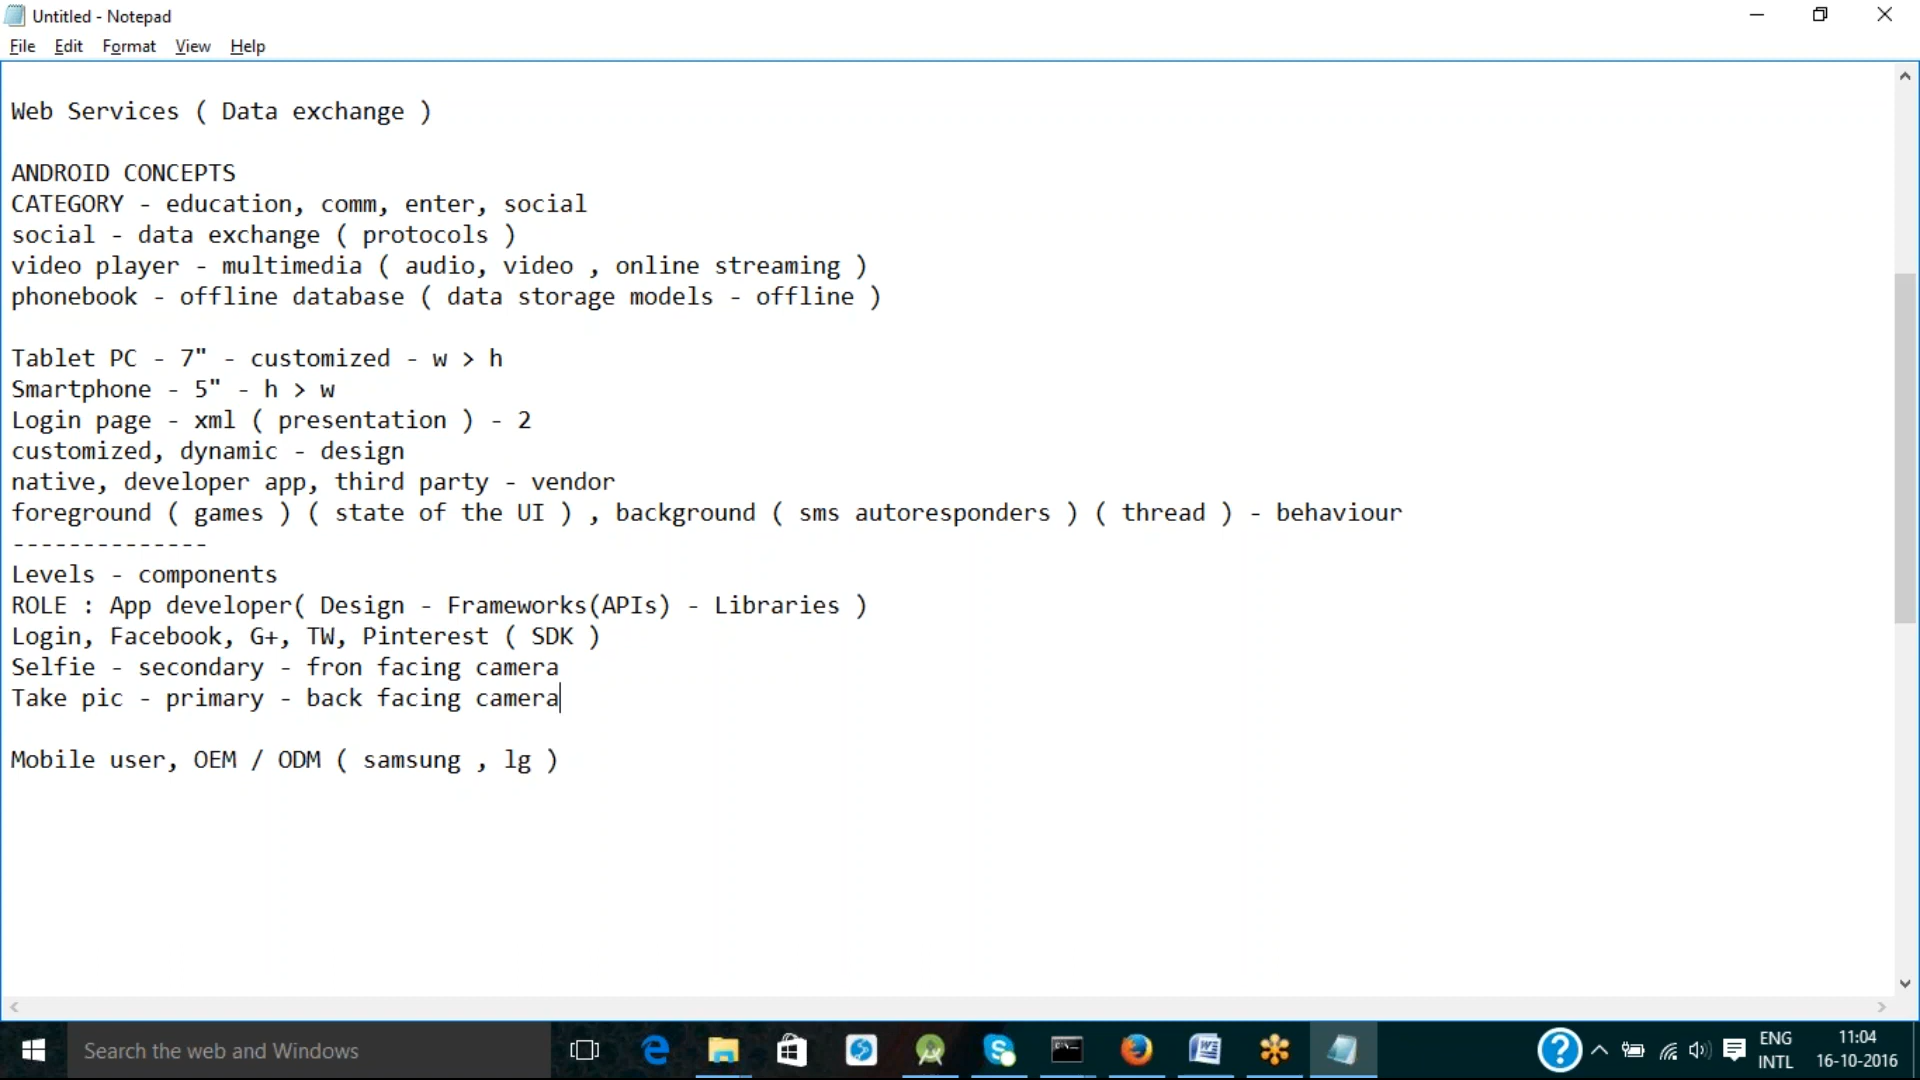 Untitled - Notepad
File Edit Format View Help
Web Services ( Data exchange )
ANDROID CONCEPTS
CATEGORY - education, comm, enter, social
social - data exchange ( protocols )
video player - multimedia ( audio, video , online streaming )
phonebook - offline database ( data storage models - offline )
Tablet PC - 7" - customized - w > h
Smartphone - 5" - h > w
Login page - xml ( presentation ) - 2
customized, dynamic - design
native, developer app, third party - vendor
foreground ( games ) ( state of the UI ) , background ( sms autoresponders ) ( thread ) - behaviour
--------------
Levels - components
ROLE : App developer( Design - Frameworks(APIs) - Libraries )
Login, Facebook, G+, TW, Pinterest ( SDK )
Selfie - secondary - fron facing camera
Take pic - primary - back facing camera
Mobile user, OEM / ODM ( samsung , lg )
Search the web and Windows
ENG
INTL
11:04
16-10-2016